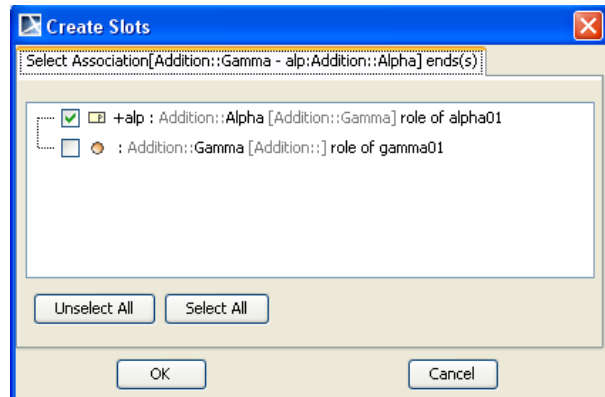 Create Slots
Select Association[Addition::Gamma - alp:Addition::Alpha] ends(s)
+alp : Addition::Alpha [Addition::Gamma] role of alpha01
: Addition::Gamma [Addition::] role of gamma01
Unselect All Select All
OK Cancel